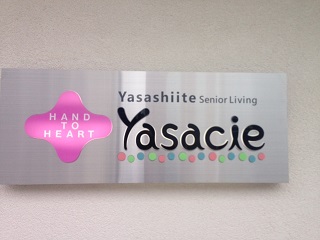 HAND
TO
HEART
Yasashiite Senior Living
Yasacie